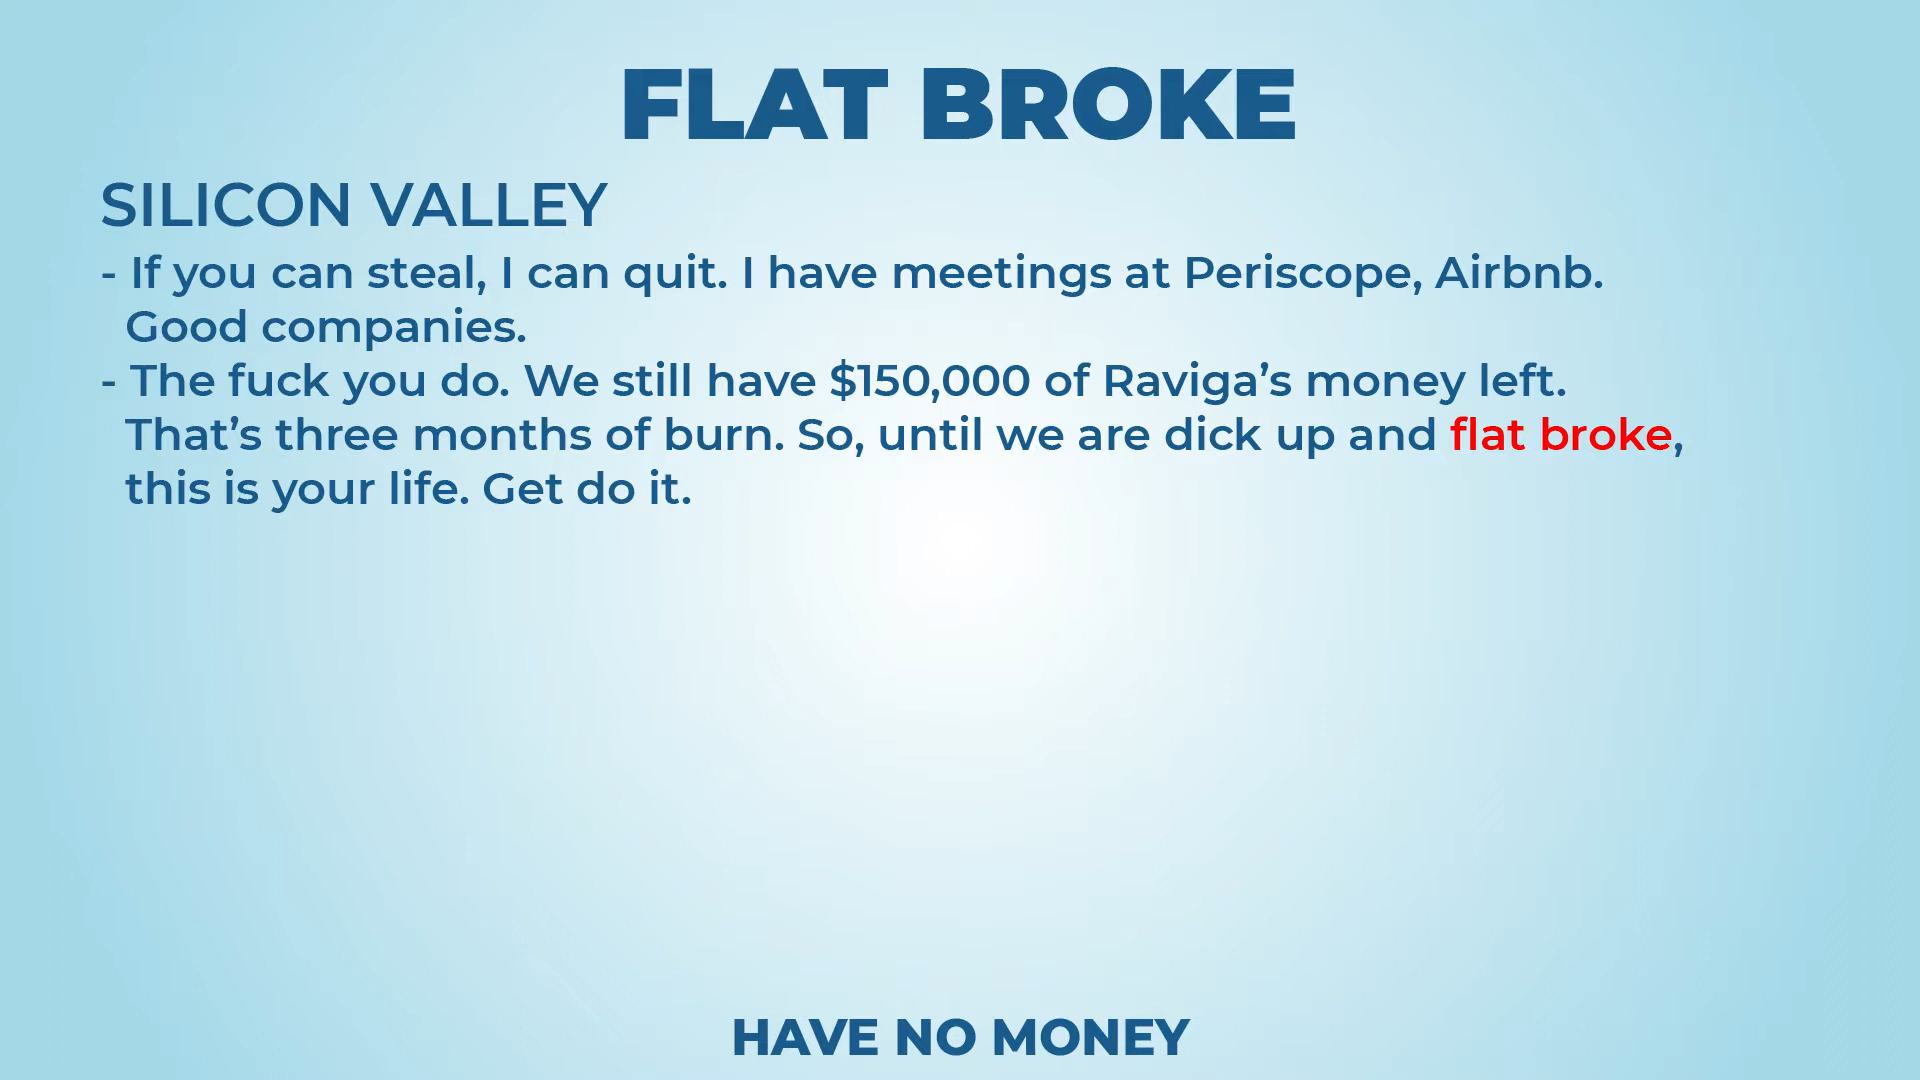 FLAT BROKE
SILICON VALLEY
- If you can steal, I can quit. I have meetings at Periscope, Airbnb.
Good companies.
- The fuck you do. We still have $150,000 of Raviga’s money left.
That’s three months of burn. So, until we are dick up and flat broke,
this is your life. Get do it.
HAVE NO MONEY